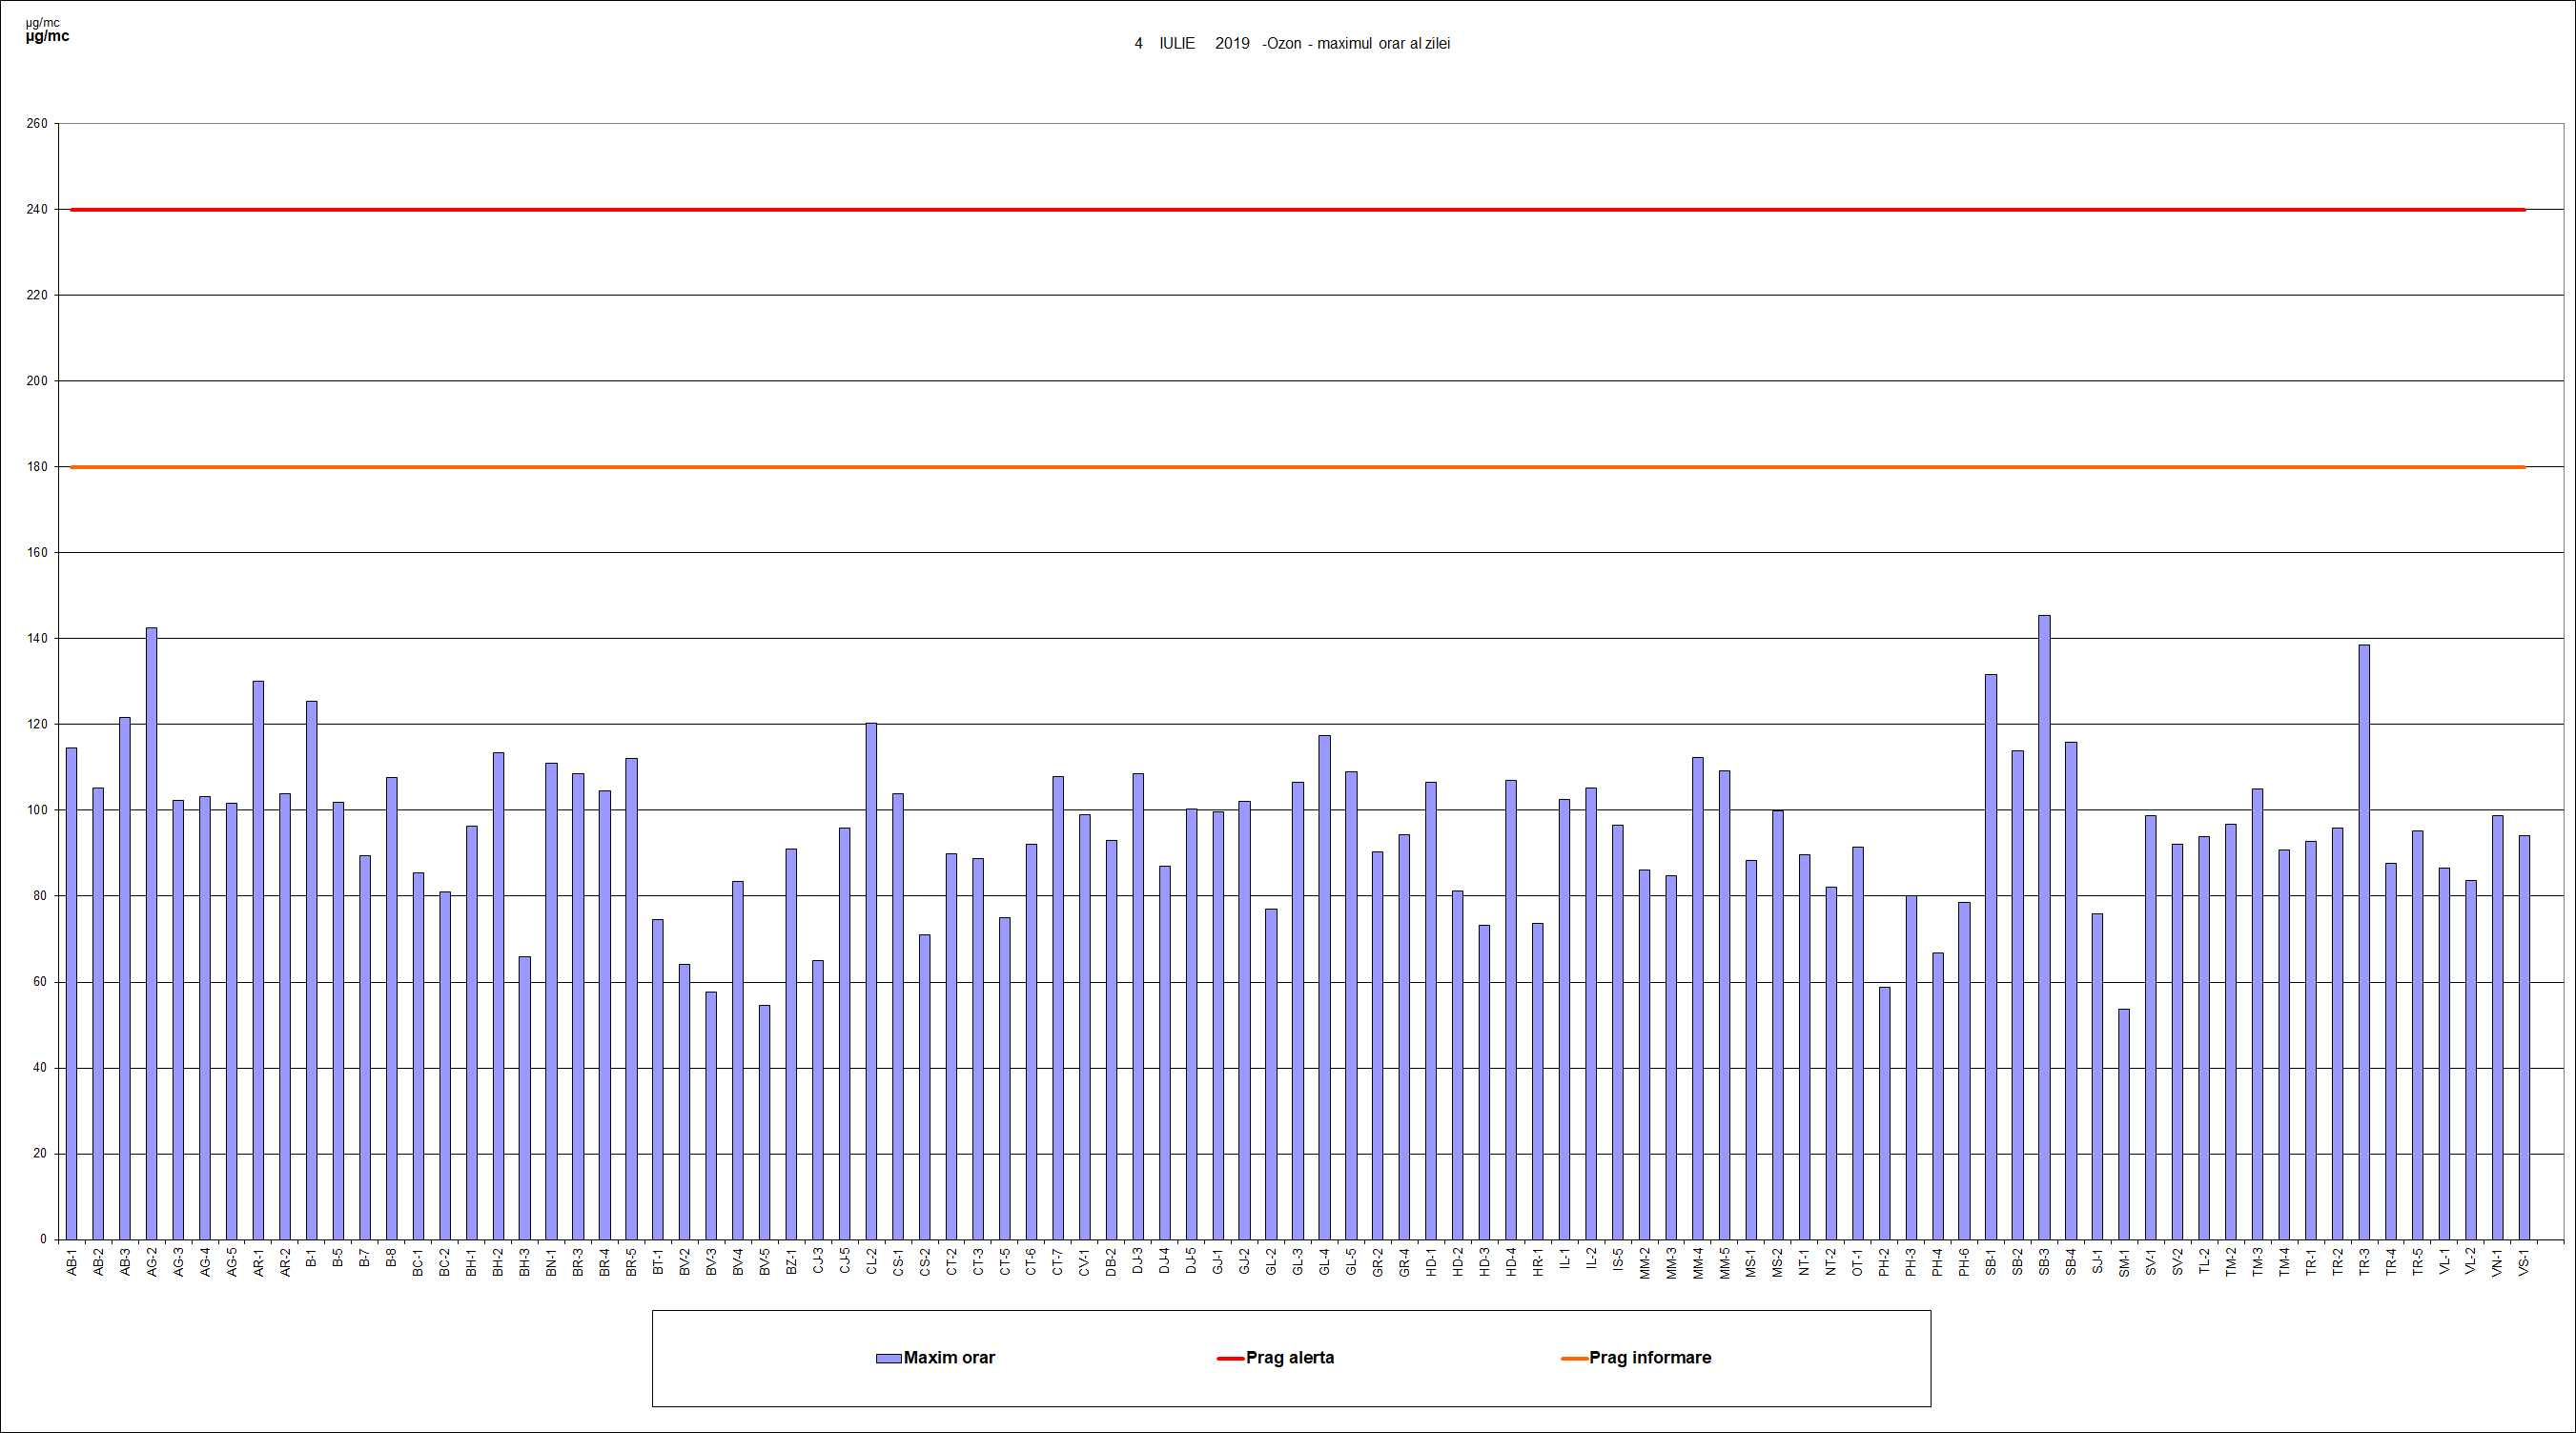 µg/mc
µg/mc
4 IULIE 2019 -Ozon - maximul orar al zilei
260
240
220
200
180
160
140
120
100
80
60
40
20
0
AB-1 AB-2 AB-3 AG-2 AG-3 AG-4 AG-5 AR-1 AR-2 B-1 B-5 B-7 B-8 BC-1 BC-2 BH-1 BH-2 BH-3 BN-1 BR-3 BR-4 BR-5 BT-1 BV-2 BV-3 BV-4 BV-5 BZ-1 CJ-3 CJ-5 CL-2 CS-1 CS-2 CT-2 CT-3 CT-5 CT-6 CT-7 CV-1 DB-2 DJ-3 DJ-4 DJ-5 GJ-1 GJ-2 GL-2 GL-3 GL-4 GL-5 GR-2 GR-4 HD-1 HD-2 HD-3 HD-4 HR-1 IL-1 IL-2 IS-5 MM-2 MM-3 MM-4 MM-5 MS-1 MS-2 NT-1 NT-2 OT-1 PH-2 PH-3 PH-4 PH-6 SB-1 SB-2 SB-3 SB-4 SJ-1 SM-1 SV-1 SV-2 TL-2 TM-2 TM-3 TM-4 TR-1 TR-2 TR-3 TR-4 TR-5 VL-1 VL-2 VN-1 VS-1
Maxim orar Prag alerta Prag informare